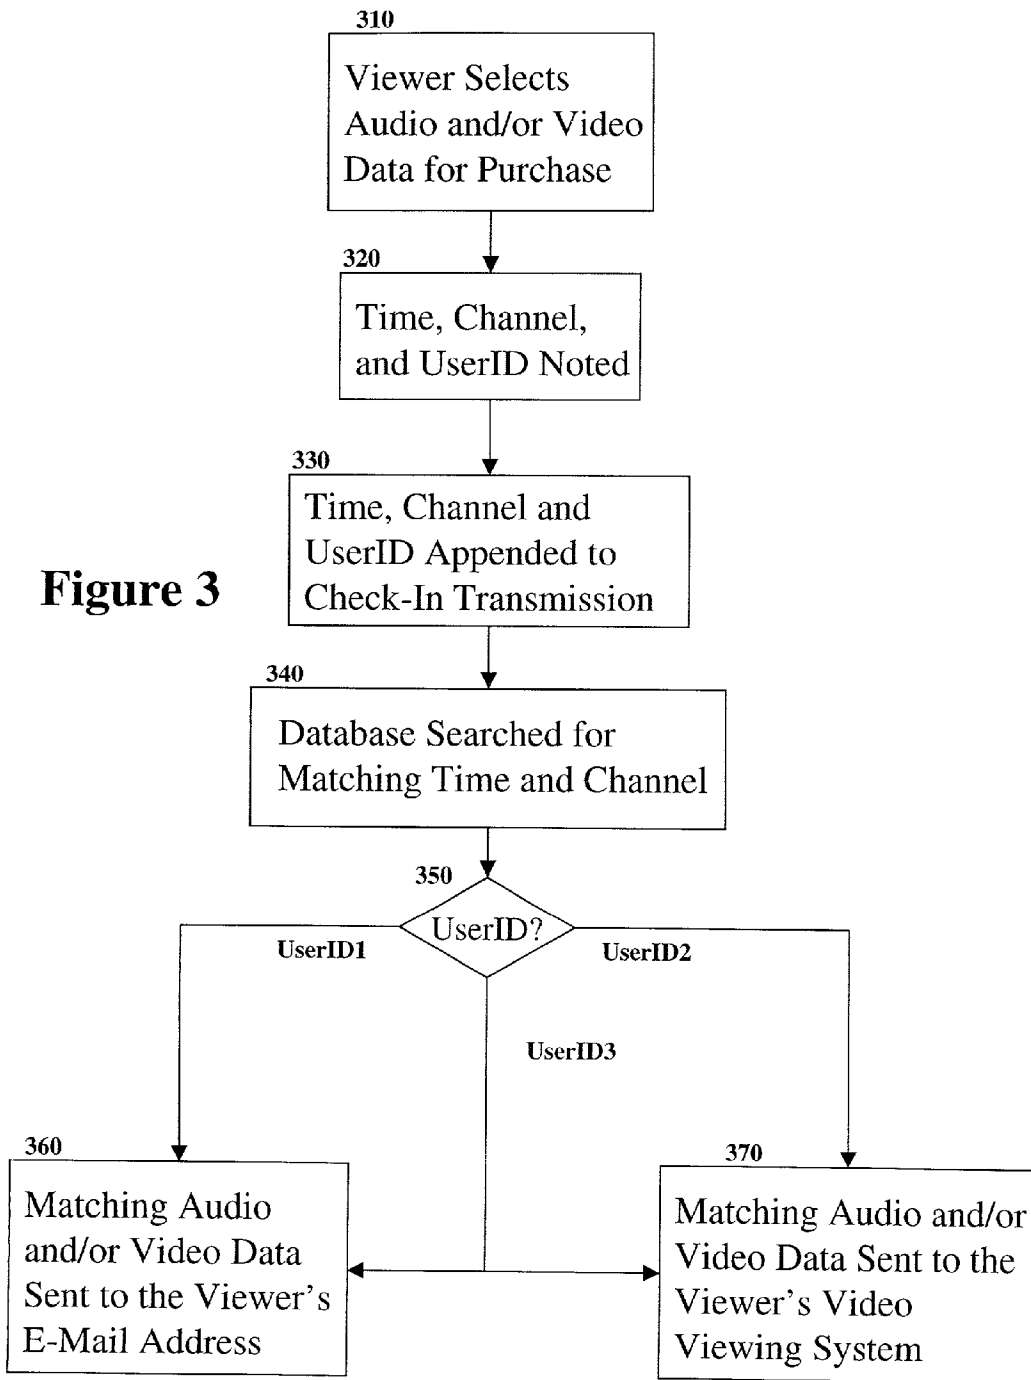 310
Viewer Selects
Audio and/or Video
Data for Purchase
320
Time, Channel,
and UserID Noted
330
Time, Channel and
UserID Appended to
Check-In Transmission
Figure 3
340
Database Searched for
Matching Time and Channel
350
UserID?
UserID1
UserID2
UserID3
360
Matching Audio
and/or Video Data
Sent to the Viewer's
E-Mail Address
370
Matching Audio and/or
Video Data Sent to the
Viewer's Video
Viewing System